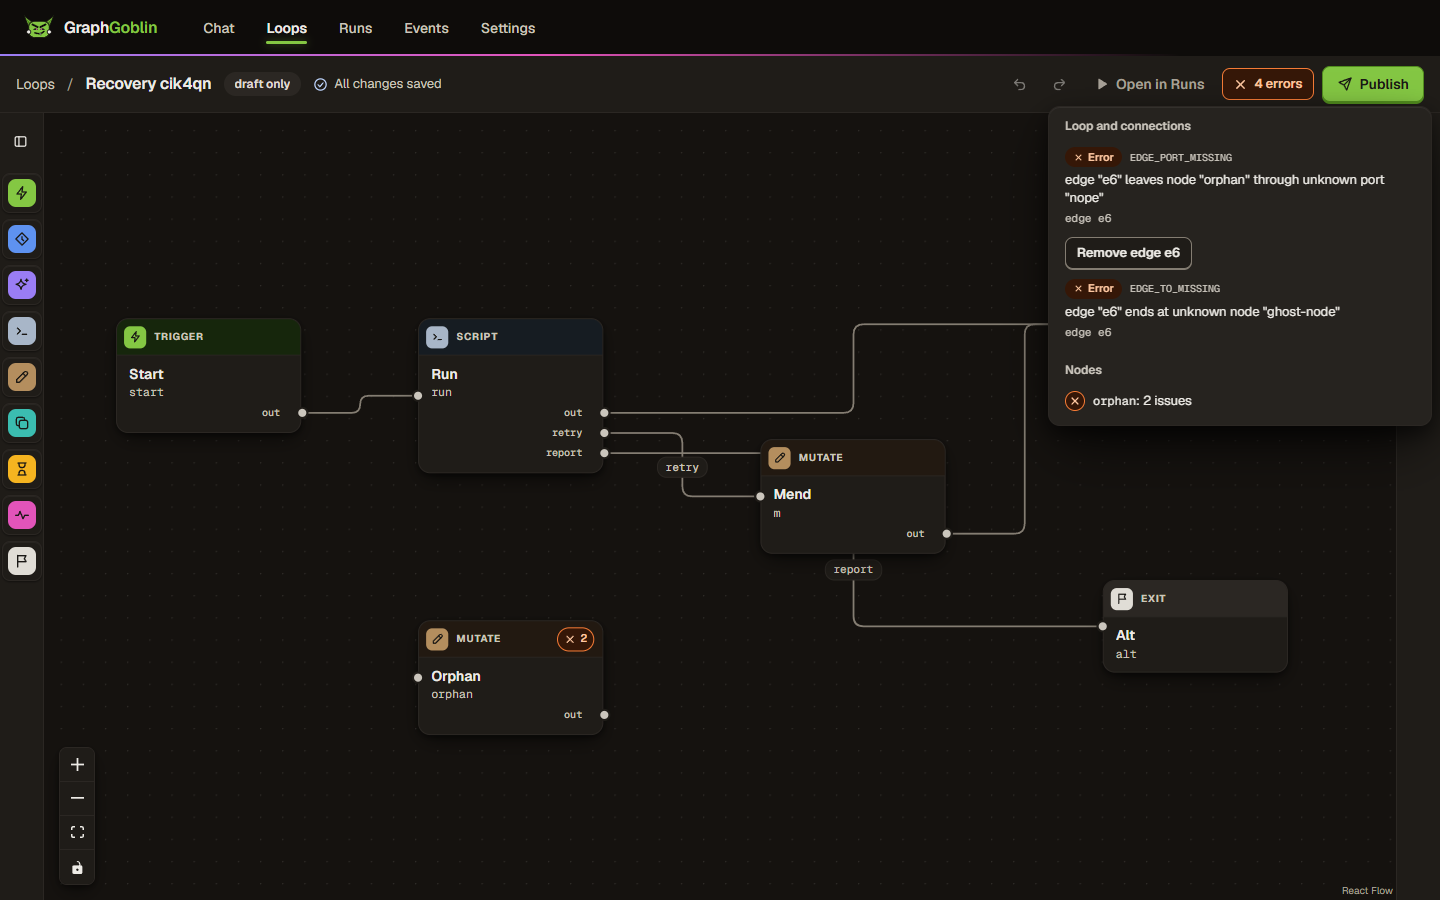 GraphGoblin
Chat
Loops
Runs
Events
Settings
Loops / Recovery cik4qn
draft only
All changes saved
Open in Runs
4 errors
Publish
Loop and connections
Error EDGE_PORT_MISSING
edge "e6" leaves node "orphan" through unknown port
"nope"
edge e6
Remove edge e6
Error EDGE_TO_MISSING
edge "e6" ends at unknown node "ghost-node"
edge e6
Nodes
orphan: 2 issues
TRIGGER
Start
start
out
SCRIPT
Run
run
out
retry
report
retry
MUTATE
Mend
m
out
report
EXIT
Alt
alt
MUTATE
2
Orphan
orphan
out
React Flow